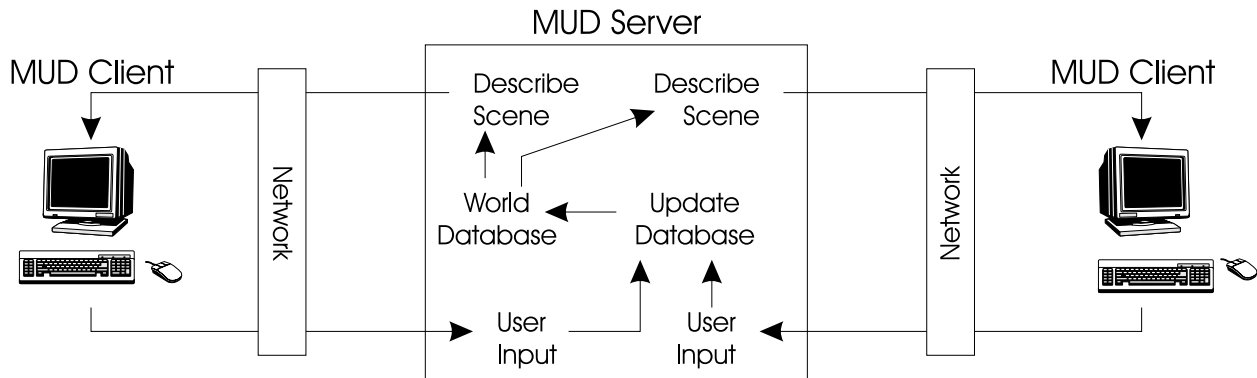 MUD Server
MUD Client
MUD Client
Describe
Scene
Describe
Scene
Network
Network
World
Database
Update
Database
User
Input
User
Input